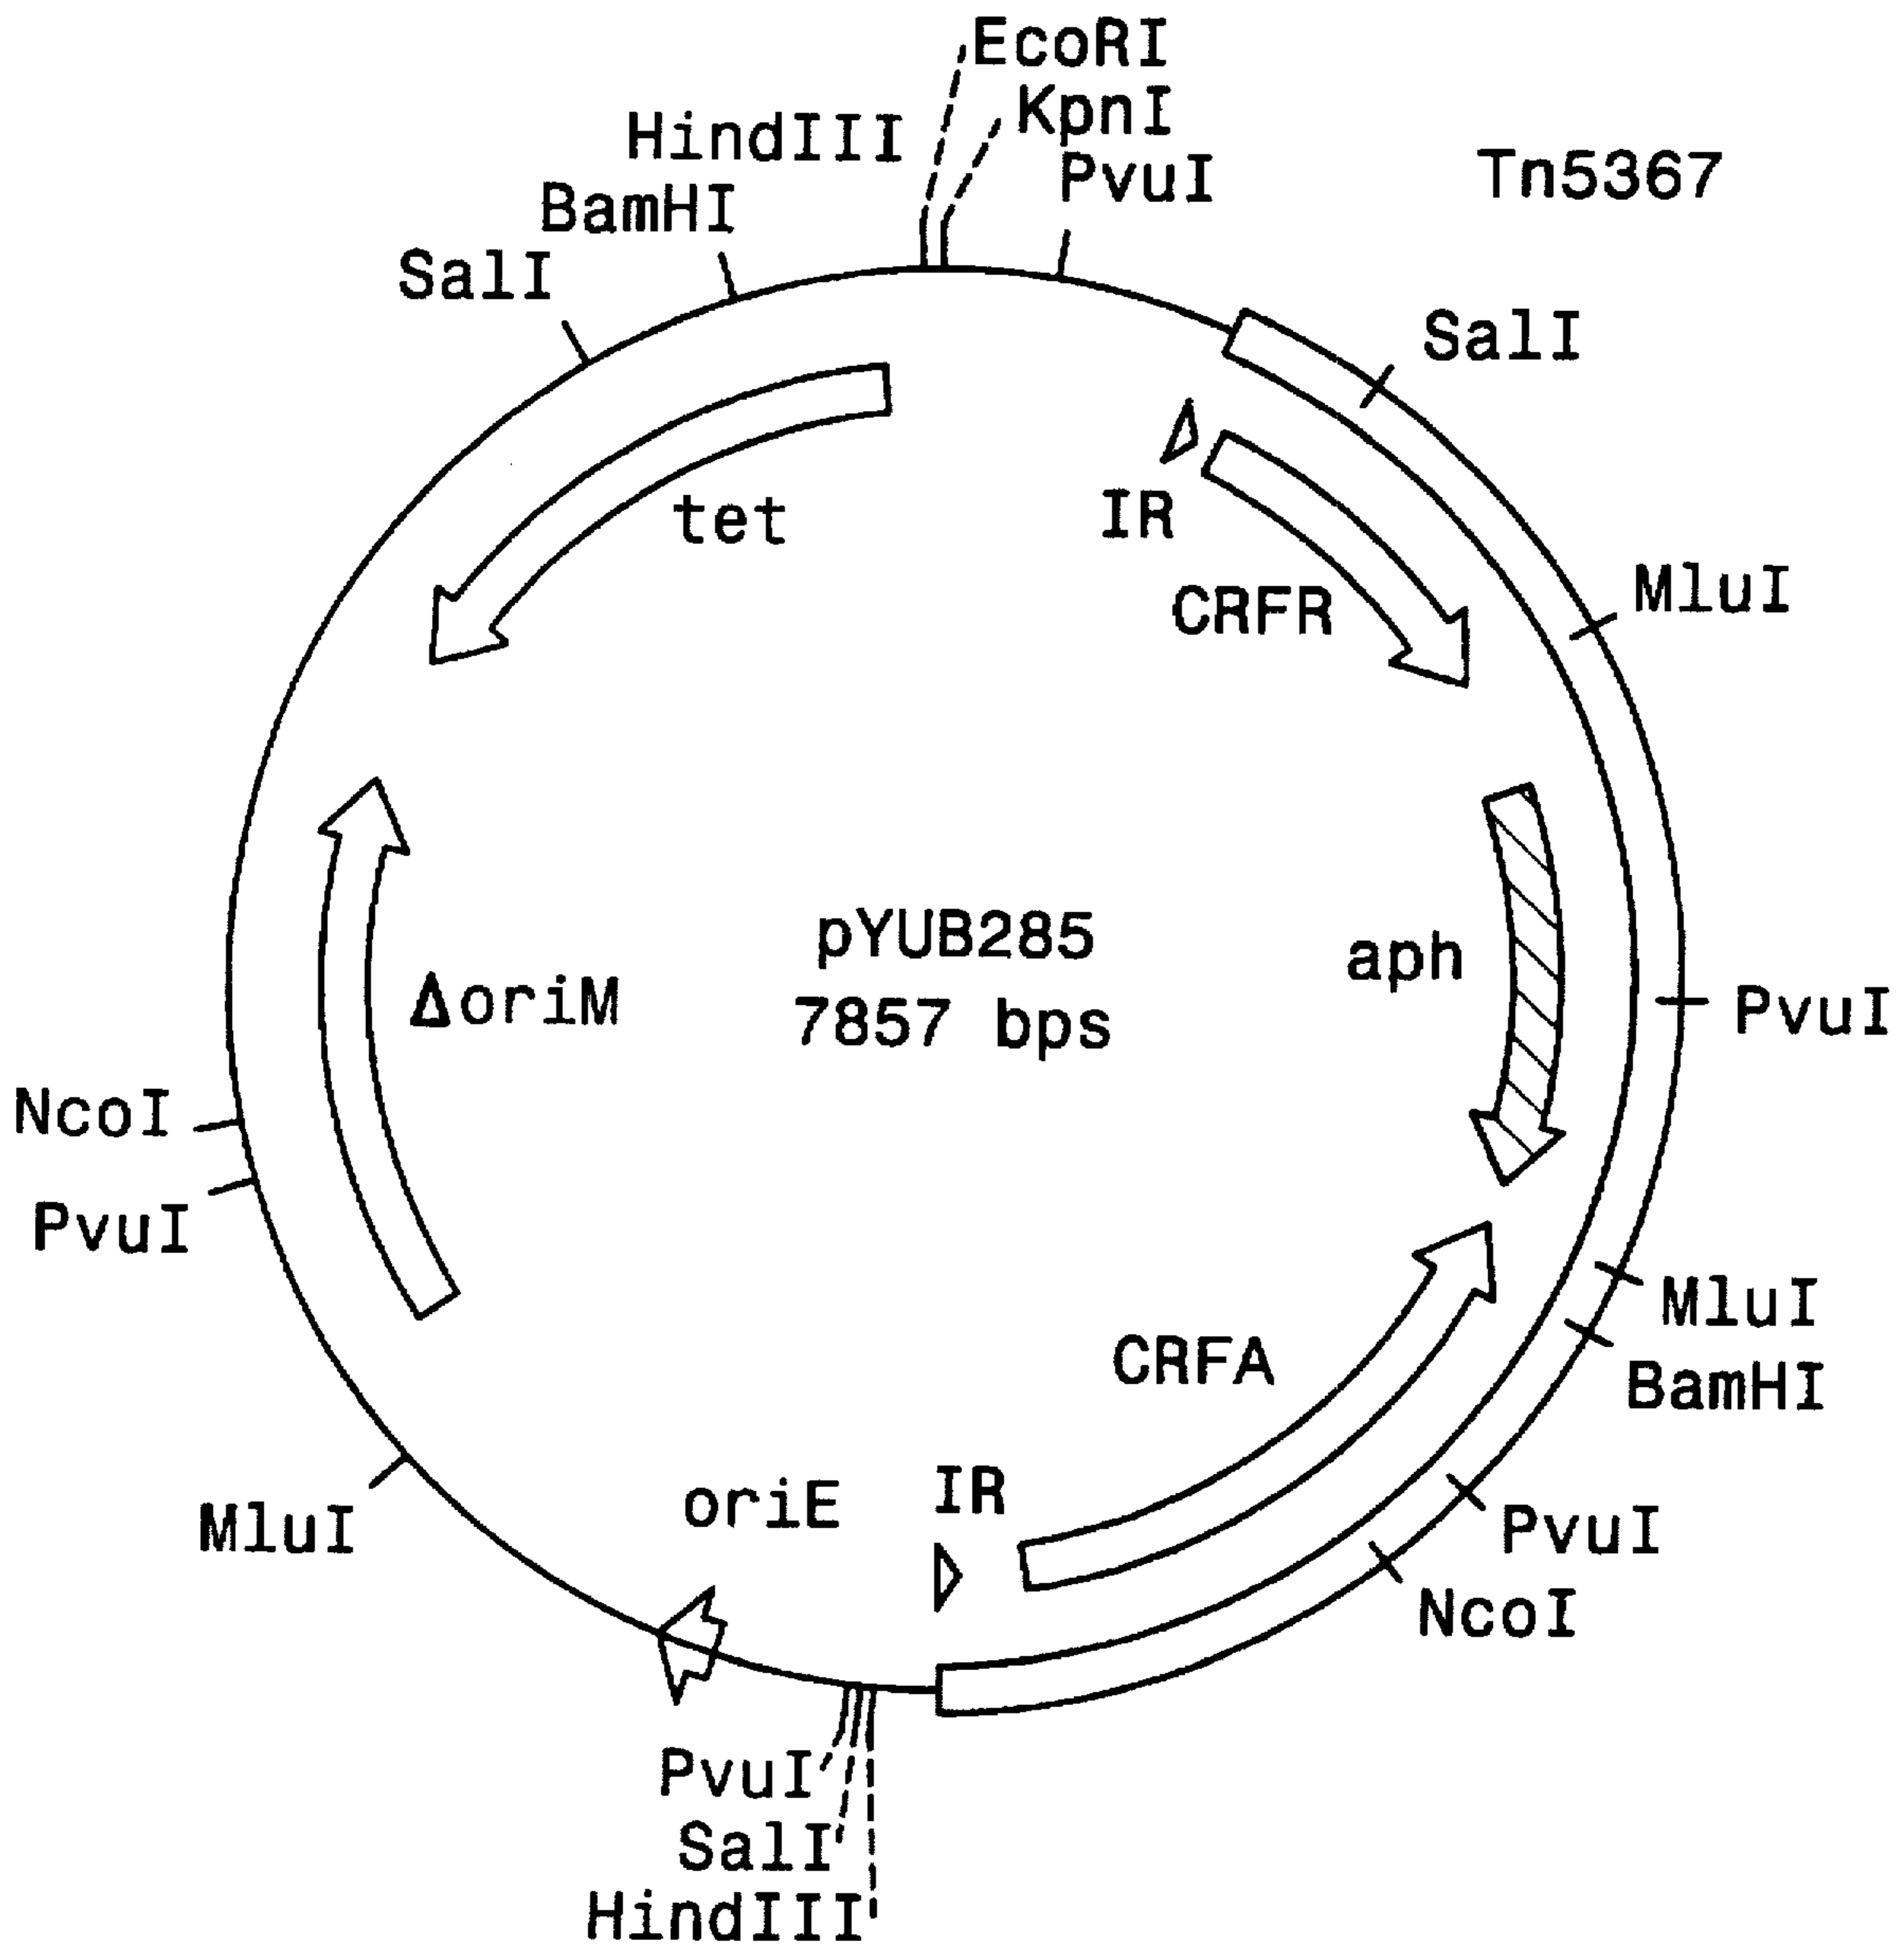 EcoRI
KpnI
HindIII
PvuI
Tn5367
BamHI
SalI
SalI
tet
IR
CRFR
MluI
pYUB285
7857 bps
aph
ΔoriM
PvuI
NcoI
PvuI
MluI
BamHI
CRFA
IR
oriE
MluI
PvuI
NcoI
PvuI
SalI
HindIII